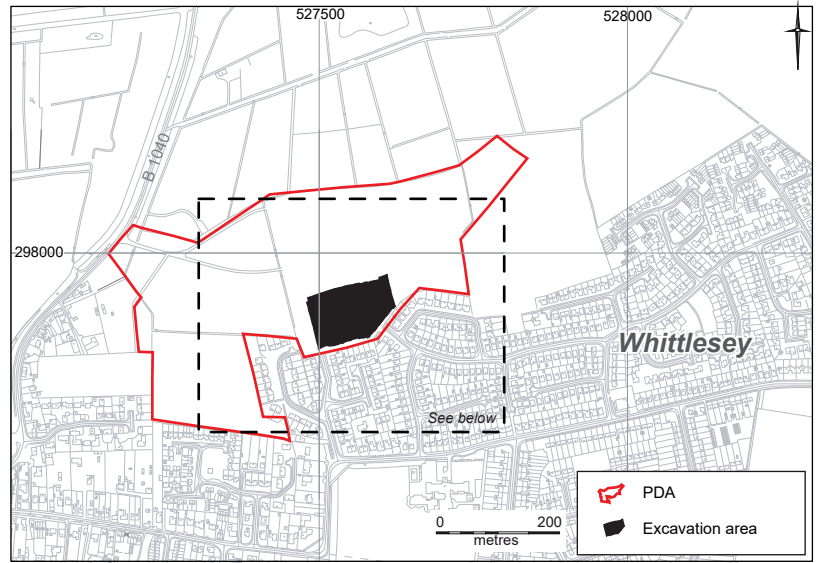 527500
528000
B 1040
298000
Whittlesey
See below
0 200
metres
PDA
Excavation area